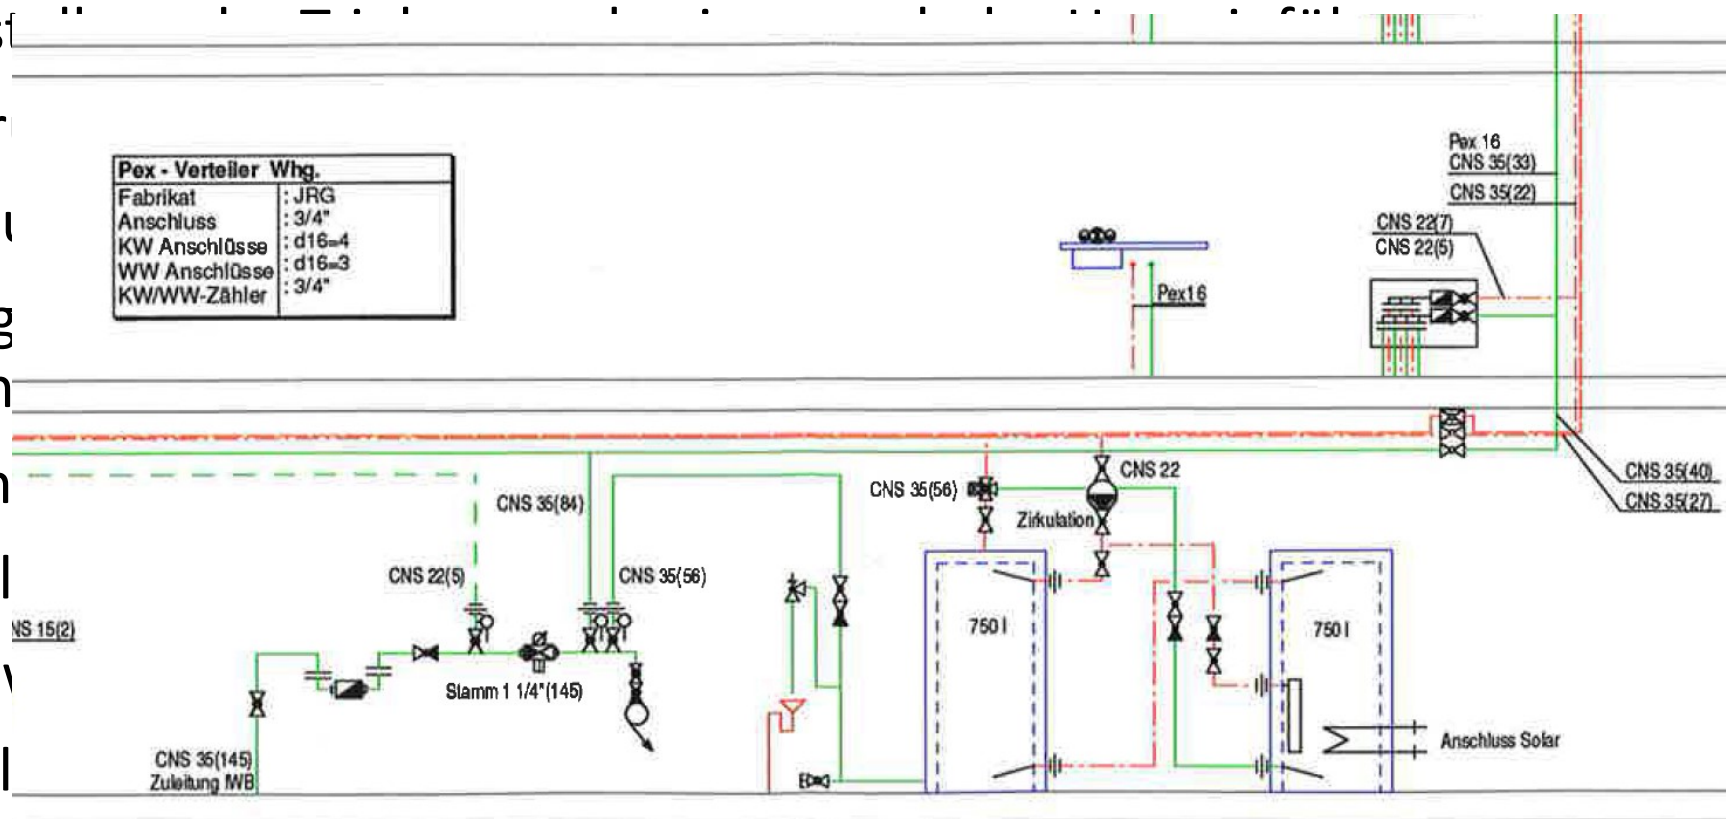 Pex - Verteiler Whg.
Fabrikat : JRG
Anschluss : 3/4"
KW Anschlüsse : d16=4
WW Anschlüsse : d16=3
KW/WW-Zähler : 3/4"
Pex 16
CNS 35(33)
CNS 35(22)
CNS 22(7)
CNS 22(5)
Pex16
CNS 35(40)
CNS 35(27)
CNS 35(84)
CNS 35(56)
CNS 22
Zirkulation
CNS 22(5)
CNS 35(56)
NS 15(2)
750 l
750 l
Stamm 1 1/4"(145)
CNS 35(145)
Zuleitung IWB
Anschluss Solar